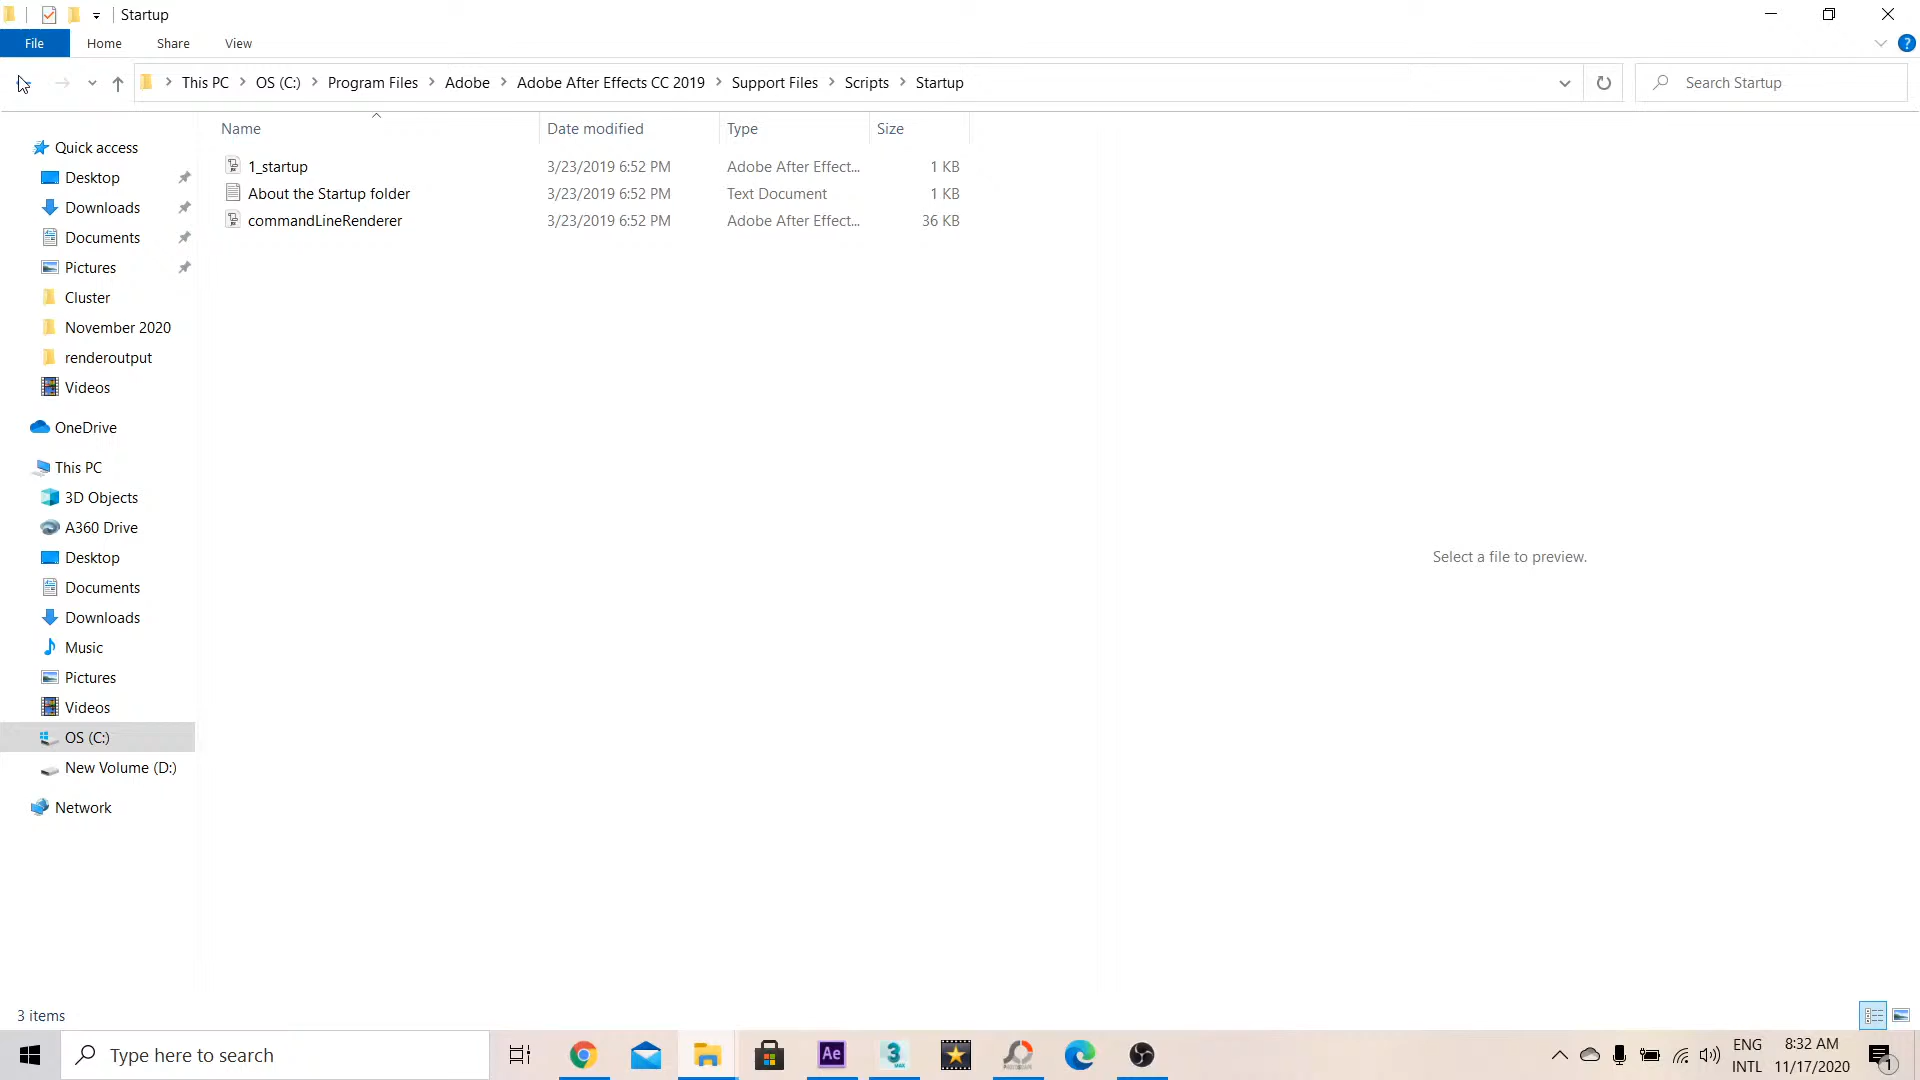 Startup
File Home Share View
This PC OS (C:) Program Files Adobe Adobe After Effects CC 2019 Support Files Scripts Startup
Search Startup
Name Date modified Type Size
1_startup 3/23/2019 6:52 PM Adobe After Effect... 1 KB
About the Startup folder 3/23/2019 6:52 PM Text Document 1 KB
commandLineRenderer 3/23/2019 6:52 PM Adobe After Effect... 36 KB
Quick access
Desktop
Downloads
Documents
Pictures
Cluster
November 2020
renderoutput
Videos
OneDrive
This PC
3D Objects
A360 Drive
Desktop
Documents
Downloads
Music
Pictures
Videos
OS (C:)
New Volume (D:)
Network
Select a file to preview.
3 items
Type here to search
Ae
3
ENG
INTL
8:32 AM
11/17/2020
1